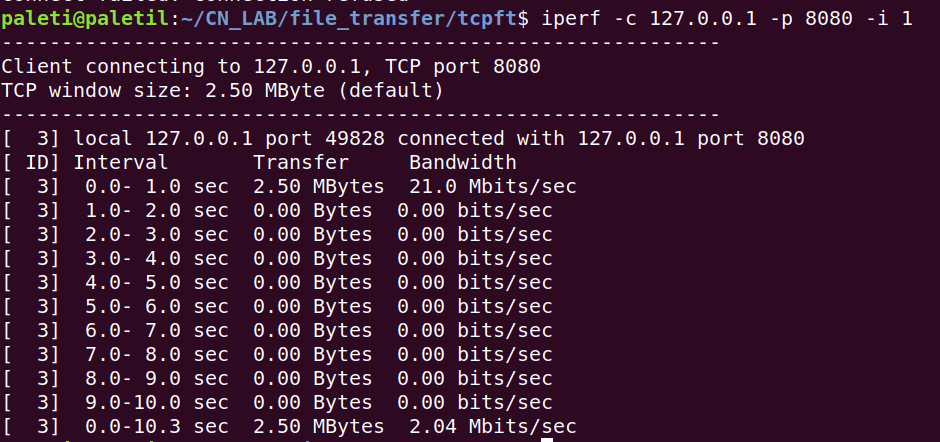 connect failed: Connection refused
paleti@paletil:~/CN_LAB/file_transfer/tcpft$ iperf -c 127.0.0.1 -p 8080 -i 1
------------------------------------------------------------
Client connecting to 127.0.0.1, TCP port 8080
TCP window size: 2.50 MByte (default)
------------------------------------------------------------
[  3] local 127.0.0.1 port 49828 connected with 127.0.0.1 port 8080
[ ID] Interval       Transfer     Bandwidth
[  3]  0.0- 1.0 sec  2.50 MBytes  21.0 Mbits/sec
[  3]  1.0- 2.0 sec  0.00 Bytes  0.00 bits/sec
[  3]  2.0- 3.0 sec  0.00 Bytes  0.00 bits/sec
[  3]  3.0- 4.0 sec  0.00 Bytes  0.00 bits/sec
[  3]  4.0- 5.0 sec  0.00 Bytes  0.00 bits/sec
[  3]  5.0- 6.0 sec  0.00 Bytes  0.00 bits/sec
[  3]  6.0- 7.0 sec  0.00 Bytes  0.00 bits/sec
[  3]  7.0- 8.0 sec  0.00 Bytes  0.00 bits/sec
[  3]  8.0- 9.0 sec  0.00 Bytes  0.00 bits/sec
[  3]  9.0-10.0 sec  0.00 Bytes  0.00 bits/sec
[  3]  0.0-10.3 sec  2.50 MBytes  2.04 Mbits/sec